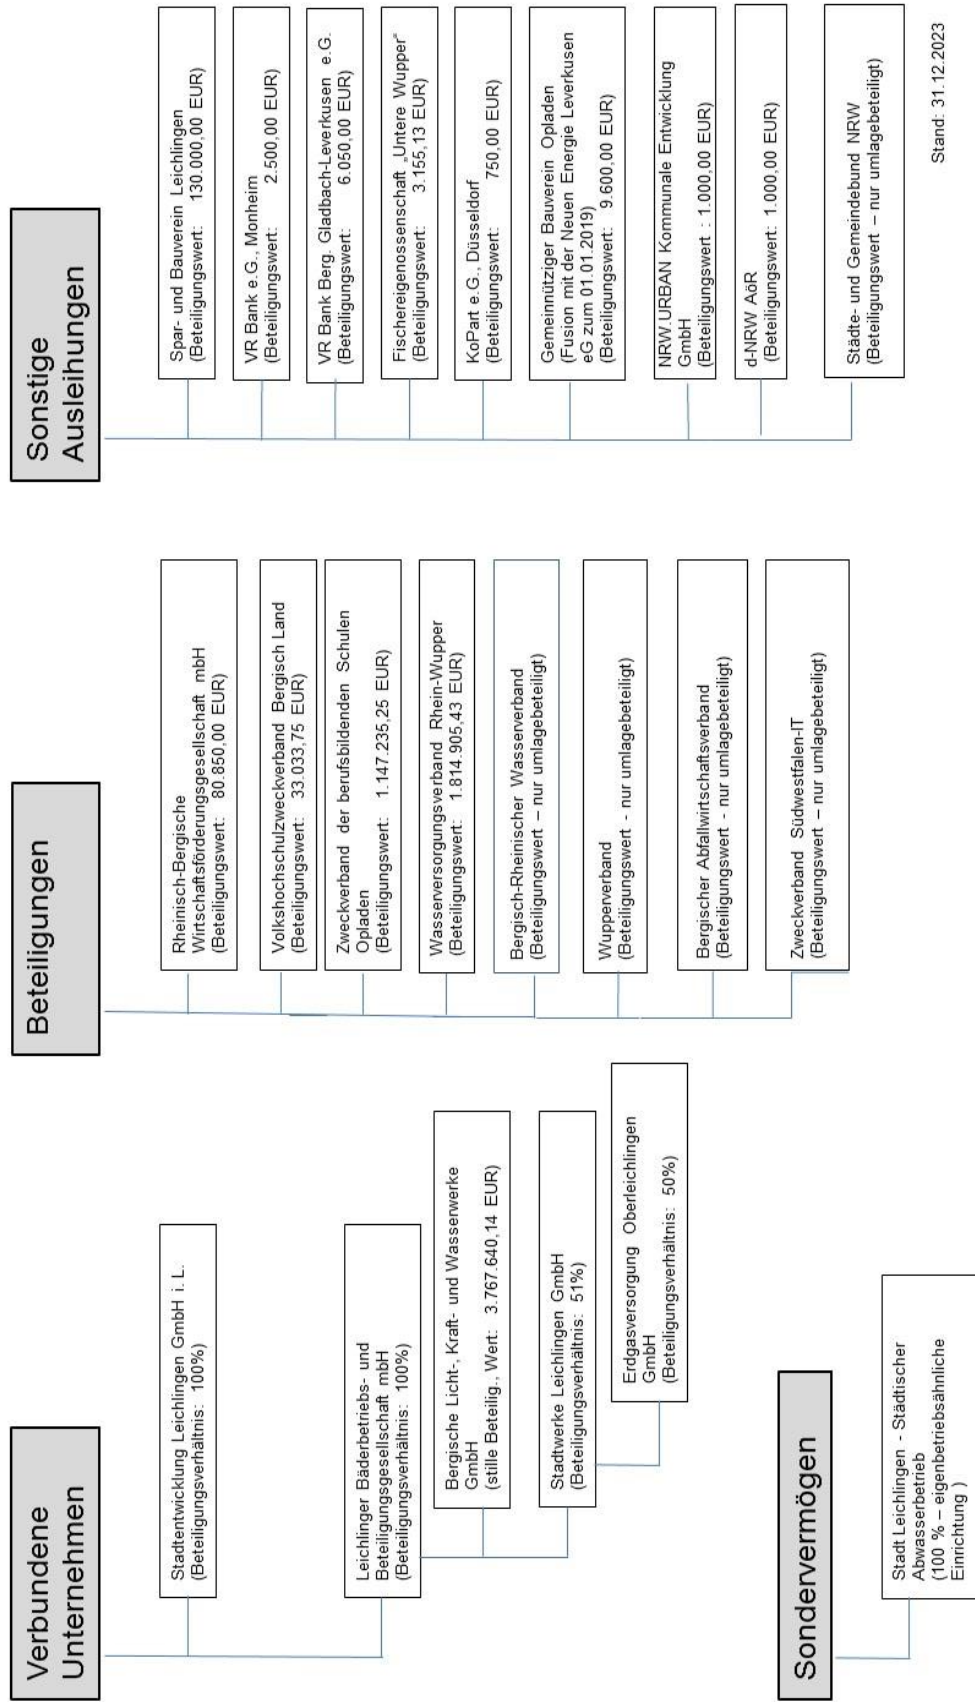 Verbundene
Unternehmen
Stadtentwicklung Leichlingen GmbH i. L.
(Beteiligungsverhältnis: 100%)
Leichlinger Bäderbetriebs- und
Beteiligungsgesellschaft mbH
(Beteiligungsverhältnis: 100%)
Bergische Licht-, Kraft- und Wasserwerke
GmbH
(stille Beteilig., Wert: 3.767.640,14 EUR)
Stadtwerke Leichlingen GmbH
(Beteiligungsverhältnis: 51%)
Erdgasversorgung Oberleichlingen
GmbH
(Beteiligungsverhältnis: 50%)
Sondervermögen
Stadt Leichlingen - Städtischer
Abwasserbetrieb
(100 % – eigenbetriebsähnliche
Einrichtung )
Beteiligungen
Rheinisch-Bergische
Wirtschaftsförderungsgesellschaft mbH
(Beteiligungswert: 80.850,00 EUR)
Volkshochschulzweckverband Bergisch Land
(Beteiligungswert: 33.033,75 EUR)
Zweckverband der berufsbildenden Schulen
Opladen
(Beteiligungswert: 1.147.235,25 EUR)
Wasserversorgungsverband Rhein-Wupper
(Beteiligungswert: 1.814.905,43 EUR)
Bergisch-Rheinischer Wasserverband
(Beteiligungswert – nur umlagebeteiligt)
Wupperverband
(Beteiligungswert - nur umlagebeteiligt)
Bergischer Abfallwirtschaftsverband
(Beteiligungswert - nur umlagebeteiligt)
Zweckverband Südwestfalen-IT
(Beteiligungswert – nur umlagebeteiligt)
Sonstige
Ausleihungen
Spar- und Bauverein Leichlingen
(Beteiligungswert: 130.000,00 EUR)
VR Bank e.G., Monheim
(Beteiligungswert: 2.500,00 EUR)
VR Bank Berg. Gladbach-Leverkusen e.G.
(Beteiligungswert: 6.050,00 EUR)
Fischereigenossenschaft „Untere Wupper"
(Beteiligungswert: 3.155,13 EUR)
KoPart e.G., Düsseldorf
(Beteiligungswert: 750,00 EUR)
Gemeinnütziger Bauverein Opladen
(Fusion mit der Neuen Energie Leverkusen
eG zum 01.01.2019)
(Beteiligungswert: 9.600,00 EUR)
NRW.URBAN Kommunale Entwicklung
GmbH
(Beteiligungswert : 1.000,00 EUR)
d-NRW AöR
(Beteiligungswert: 1.000,00 EUR)
Städte- und Gemeindebund NRW
(Beteiligungswert – nur umlagebeteiligt)
Stand: 31.12.2023